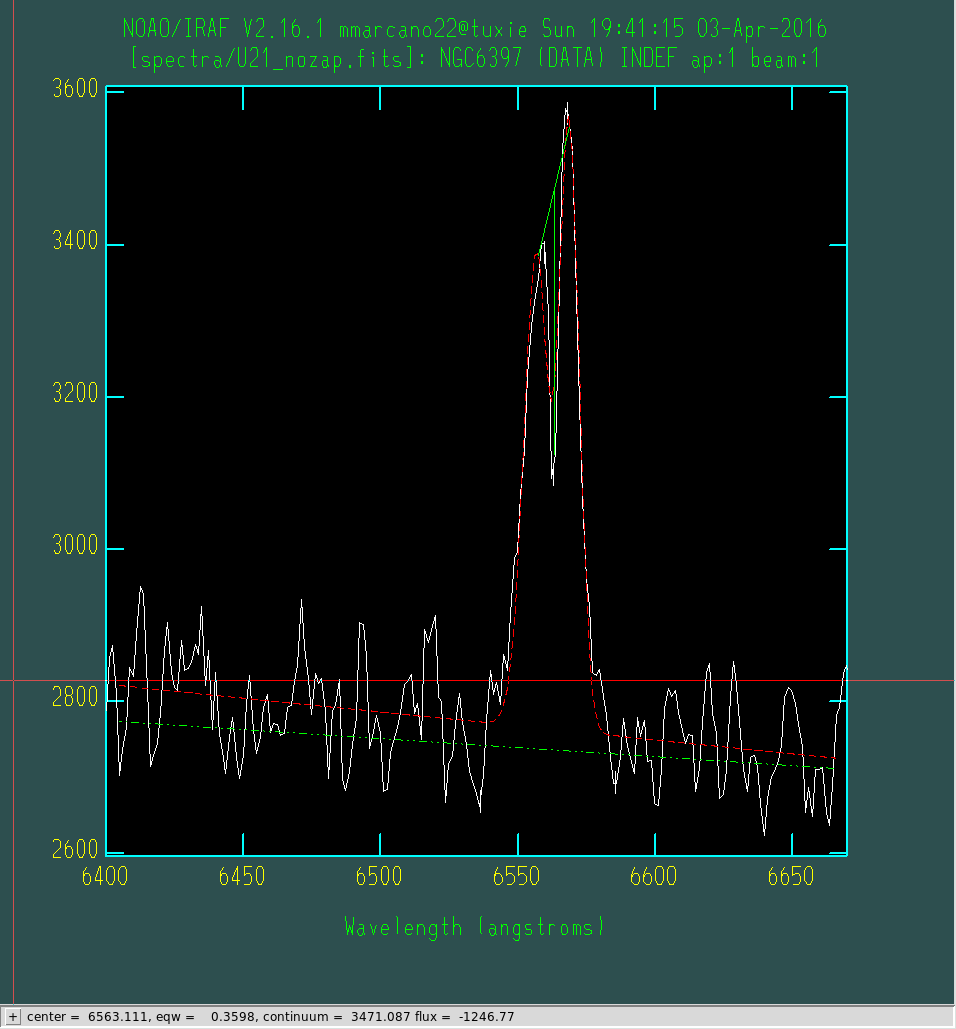 NOAO/IRAF V2.16.1 mmarcano22@tuxie Sun 19:41:15 03-Apr-2016
[spectra/U21_nozap.fits]: NGC6397 (DATA) INDEF ap:1 beam:1
3600
3400
3200
3000
2800
2600
6400 6450 6500 6550 6600 6650
Wavelength (angstroms)
+ center = 6563.111, eqw = 0.3598, continuum = 3471.087 flux = -1246.77